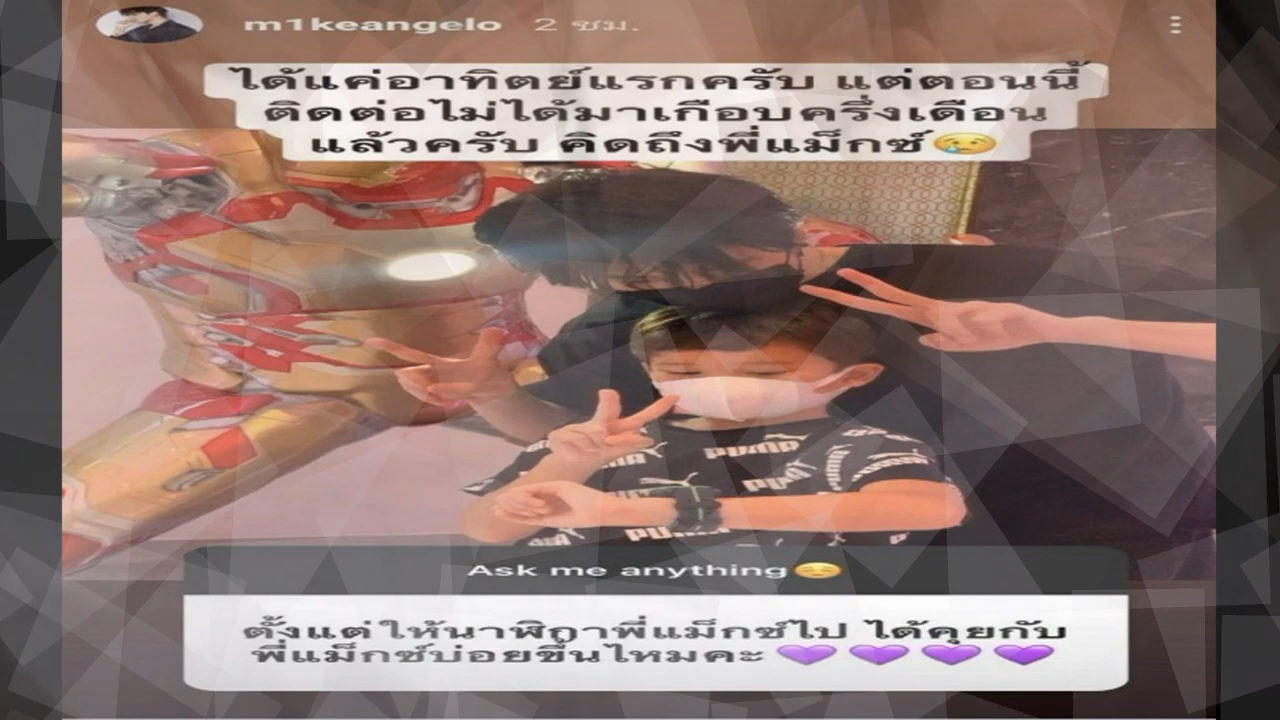 m1keangelo 2 ชม.
ได้แค่อาทิตย์แรกครับ แต่ตอนนี้
ติดต่อไม่ได้มาเกือบครึ่งเดือน
แล้วครับ คิดถึงพี่แม็กซ์😢
PUMA
PUMA
Ask me anything☺️
ตั้งแต่ให้นาฬิกาพี่แม็กซ์ไป ได้คุยกับ
พี่แม็กซ์บ่อยขึ้นไหมคะ 💜💜💜💜